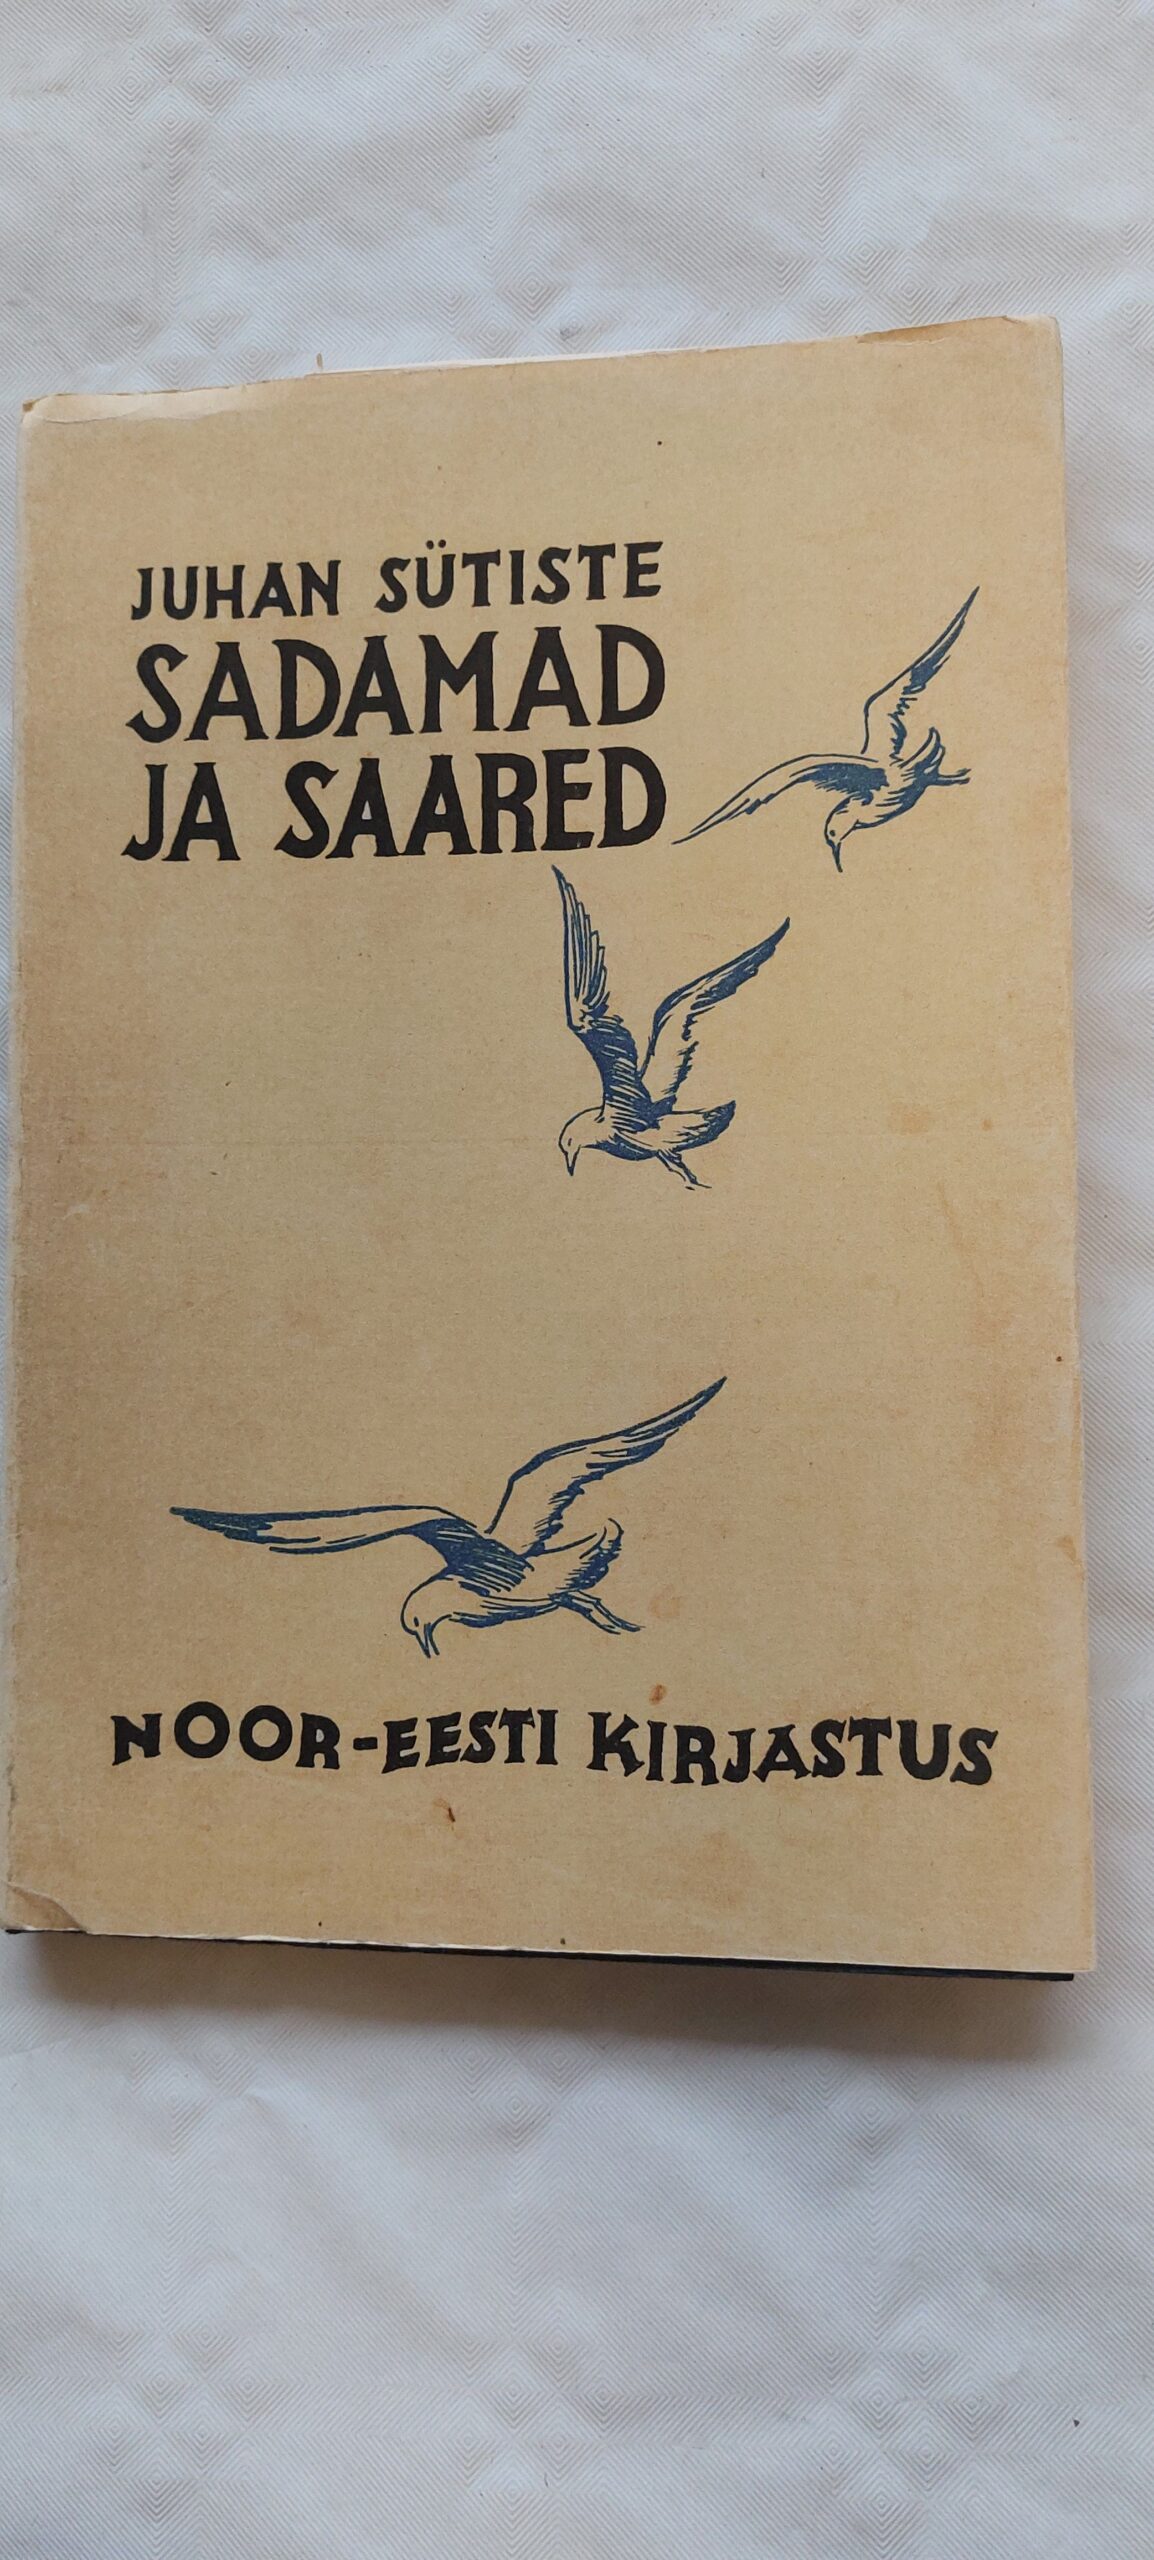 JUHAN SÜTISTE
SADAMAD
JA SAARED
NOOR-EESTI KIRJASTUS